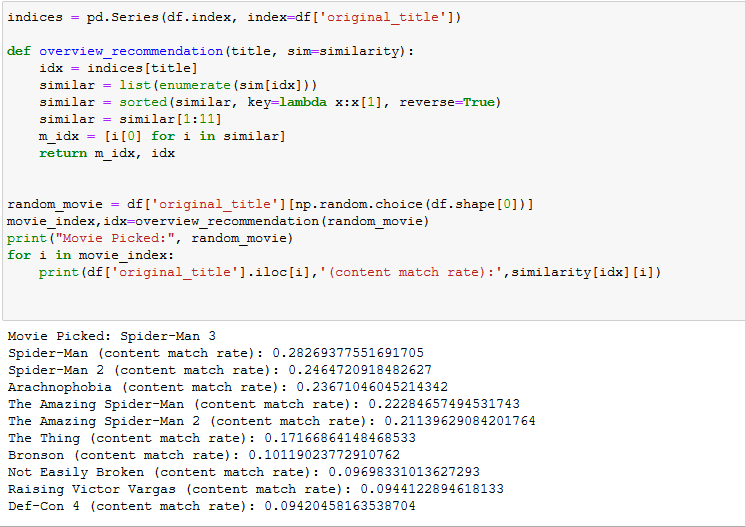 indices = pd.Series(df.index, index=df['original_title'])
def overview_recommendation(title, sim=similarity):
    idx = indices[title]
    similar = list(enumerate(sim[idx]))
    similar = sorted(similar, key=lambda x:x[1], reverse=True)
    similar = similar[1:11]
    m_idx = [i[0] for i in similar]
    return m_idx, idx
random_movie = df['original_title'][np.random.choice(df.shape[0])]
movie_index,idx=overview_recommendation(random_movie)
print("Movie Picked:", random_movie)
for i in movie_index:
    print(df['original_title'].iloc[i],'(content match rate):',similarity[idx][i])
Movie Picked: Spider-Man 3
Spider-Man (content match rate): 0.28269377551691705
Spider-Man 2 (content match rate): 0.2464720918482627
Arachnophobia (content match rate): 0.23671046045214342
The Amazing Spider-Man (content match rate): 0.22284657494531743
The Amazing Spider-Man 2 (content match rate): 0.21139629084201764
The Thing (content match rate): 0.17166864148468533
Bronson (content match rate): 0.10119023772910762
Not Easily Broken (content match rate): 0.09698331013627293
Raising Victor Vargas (content match rate): 0.0944122894618133
Def-Con 4 (content match rate): 0.09420458163538704